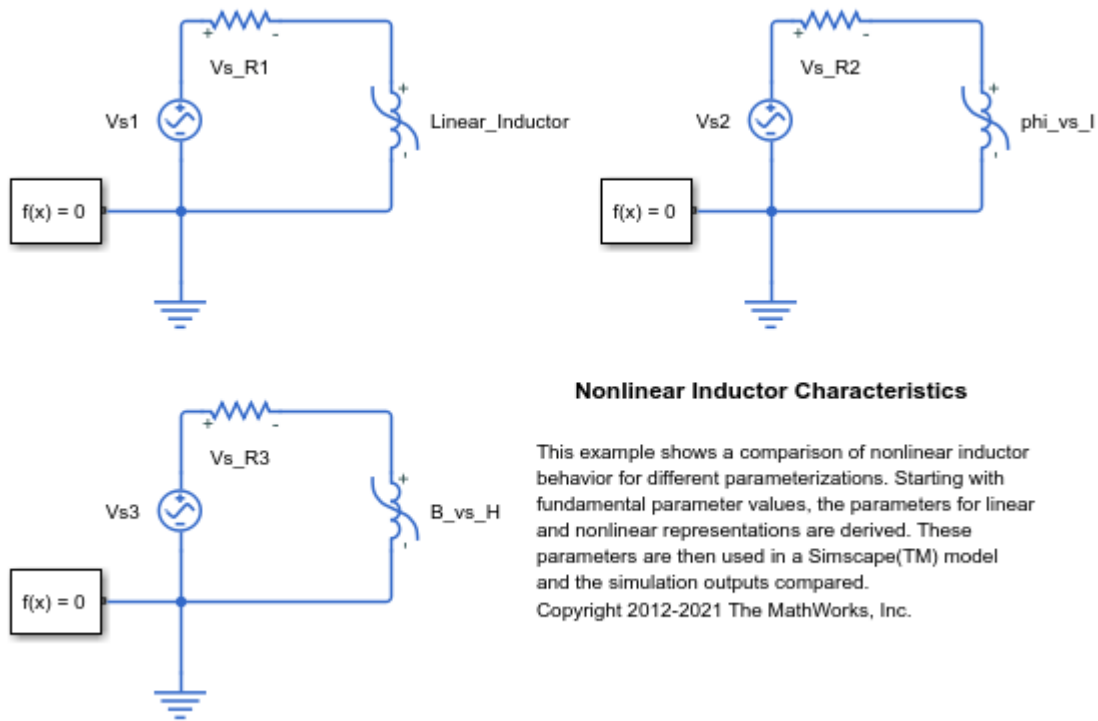 + -
Vs_R1
+
Vs1
Linear_Inductor
-
f(x) = 0
+ -
Vs_R2
+
Vs2
phi_vs_I
-
f(x) = 0
+ -
Vs_R3
+
Vs3
B_vs_H
-
f(x) = 0
Nonlinear Inductor Characteristics
This example shows a comparison of nonlinear inductor
behavior for different parameterizations. Starting with
fundamental parameter values, the parameters for linear
and nonlinear representations are derived. These
parameters are then used in a Simscape(TM) model
and the simulation outputs compared.
Copyright 2012-2021 The MathWorks, Inc.